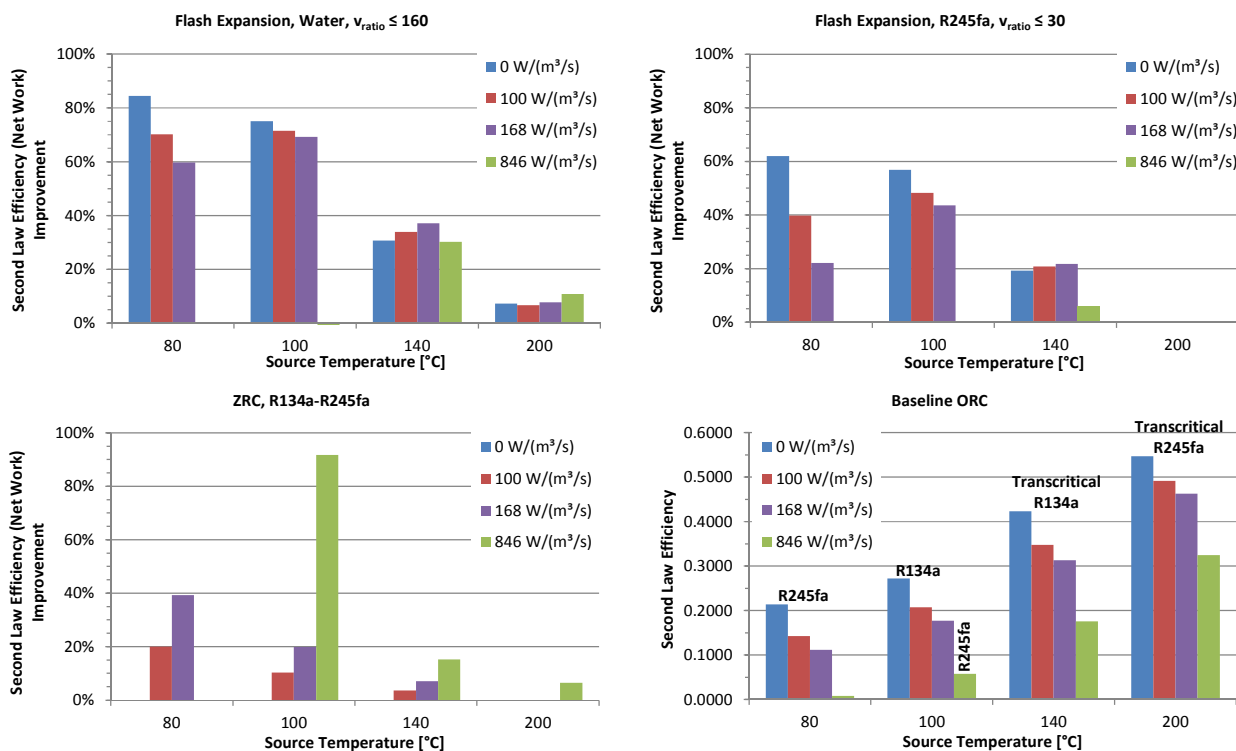 Flash Expansion, Water, vratio ≤ 160
Second Law Efficiency (Net Work)
Improvement
100%
80%
60%
40%
20%
0%
0 W/(m³/s)
100 W/(m³/s)
168 W/(m³/s)
846 W/(m³/s)
80
100
140
200
Source Temperature [°C]
Flash Expansion, R245fa, vratio ≤ 30
Second Law Efficiency (Net Work)
Improvement
100%
80%
60%
40%
20%
0%
0 W/(m³/s)
100 W/(m³/s)
168 W/(m³/s)
846 W/(m³/s)
80
100
140
200
Source Temperature [°C]
ZRC, R134a-R245fa
Second Law Efficiency (Net Work)
Improvement
100%
80%
60%
40%
20%
0%
0 W/(m³/s)
100 W/(m³/s)
168 W/(m³/s)
846 W/(m³/s)
80
100
140
200
Source Temperature [°C]
Baseline ORC
Second Law Efficiency
0.6000
0.5000
0.4000
0.3000
0.2000
0.1000
0.0000
0 W/(m³/s)
100 W/(m³/s)
168 W/(m³/s)
846 W/(m³/s)
R245fa
R134a
R245fa
Transcritical
R134a
Transcritical
R245fa
80
100
140
200
Source Temperature [°C]